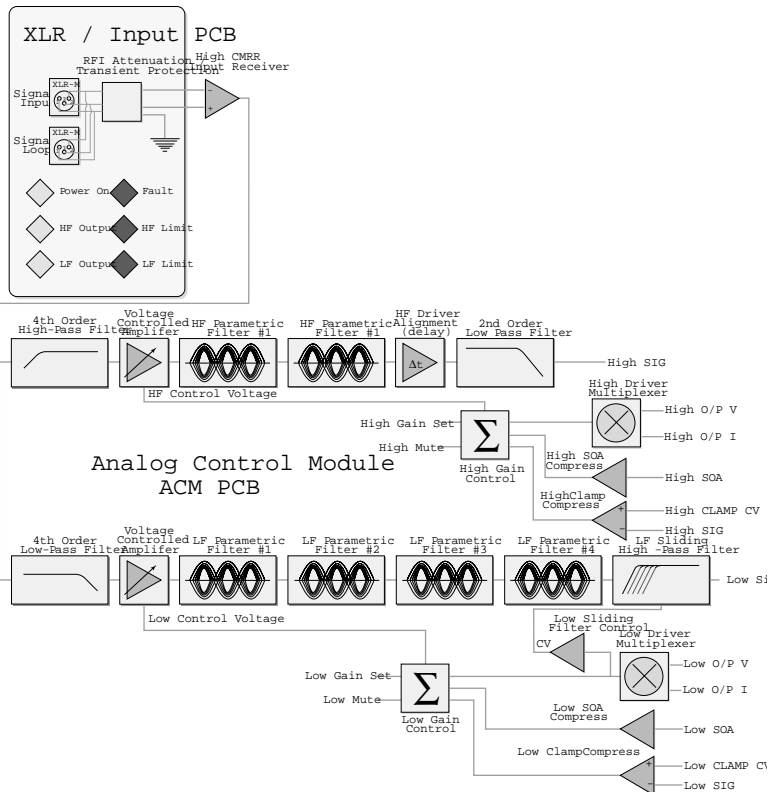 XLR / Input PCB
RFI Attenuation /
Transient Protection
High CMRR
Input Receiver
XLR-M
Signal
Input
XLR-M
Signal
Loop
Power On
Fault
HF Output
HF Limit
LF Output
LF Limit
4th Order
High-Pass Filter
Voltage
Controlled
Amplifer
HF Parametric
Filter #1
HF Parametric
Filter #1
HF Driver
Alignment
(delay)
2nd Order
Low Pass Filter
Δt
High SIG
HF Control Voltage
High Driver
Multiplexer
High O/P V
High O/P I
High Gain Set
High Mute
Σ
High Gain
Control
High SOA
Compress
High SOA
HighClamp
Compress
+
High CLAMP CV
−
High SIG
Analog Control Module
ACM PCB
4th Order
Low-Pass Filter
Voltage
Controlled
Amplifer
LF Parametric
Filter #1
LF Parametric
Filter #2
LF Parametric
Filter #3
LF Parametric
Filter #4
LF Sliding
High -Pass Filter
Low Si
Low Control Voltage
Low Sliding
Filter Control
CV
Low Driver
Multiplexer
Low O/P V
Low O/P I
Low Gain Set
Low Mute
Σ
Low Gain
Control
Low SOA
Compress
Low SOA
Low ClampCompress
+
Low CLAMP CV
−
Low SIG